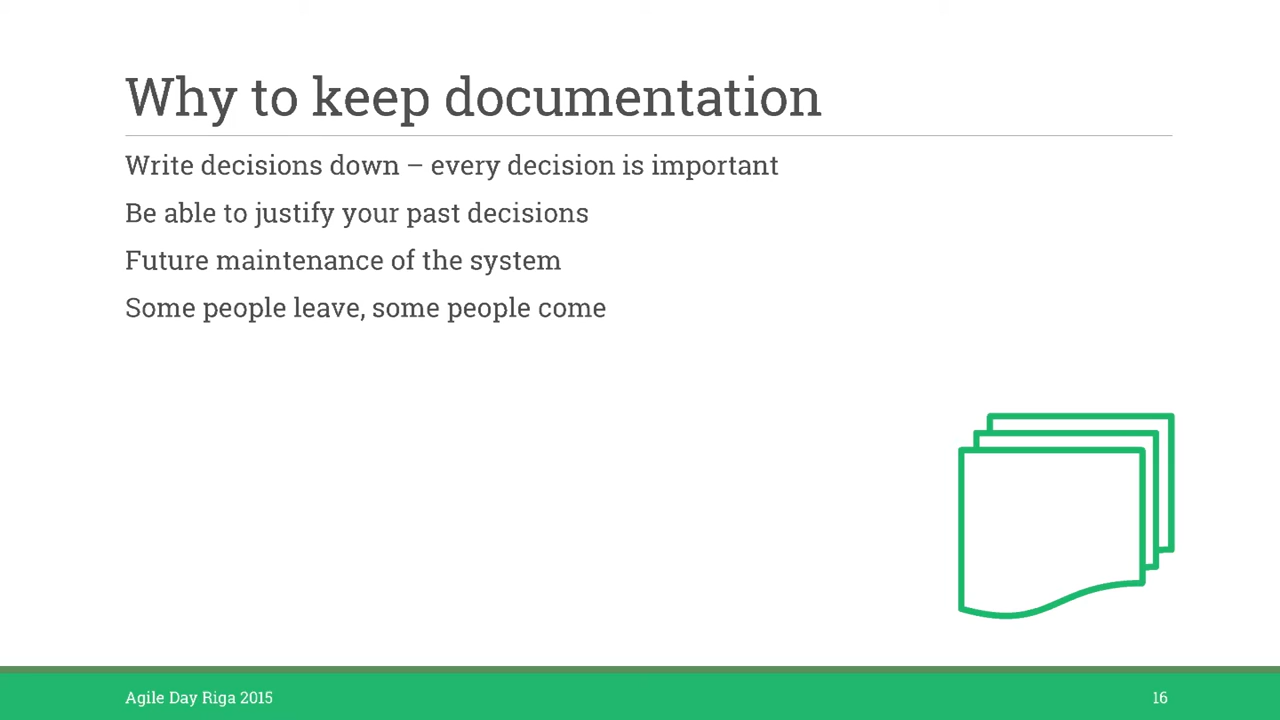 Why to keep documentation
Write decisions down – every decision is important
Be able to justify your past decisions
Future maintenance of the system
Some people leave, some people come
Agile Day Riga 2015
16